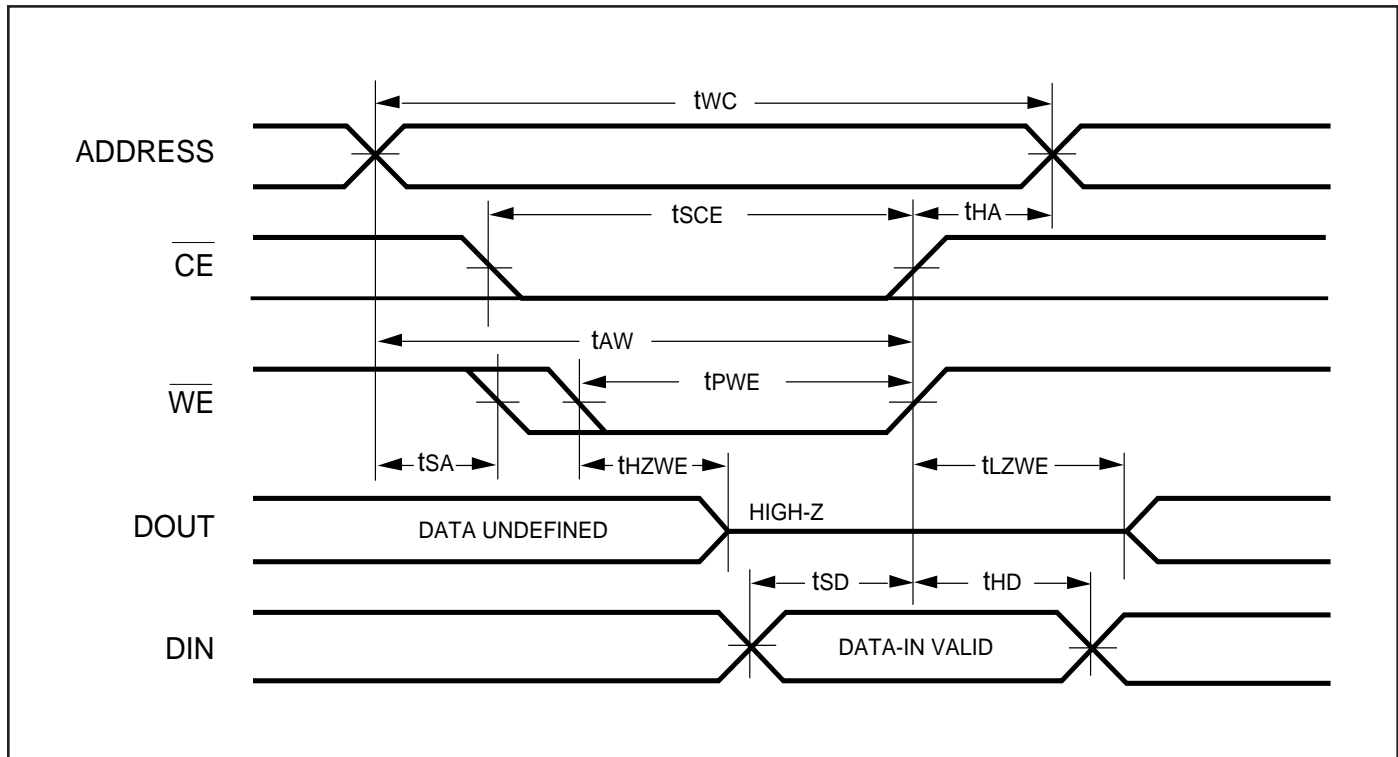 tWC
ADDRESS
tSCE
tHA
CE
tAW
tPWE
WE
tSA
tHZWE
tLZWE
HIGH-Z
DOUT
DATA UNDEFINED
tSD
tHD
DIN
DATA-IN VALID